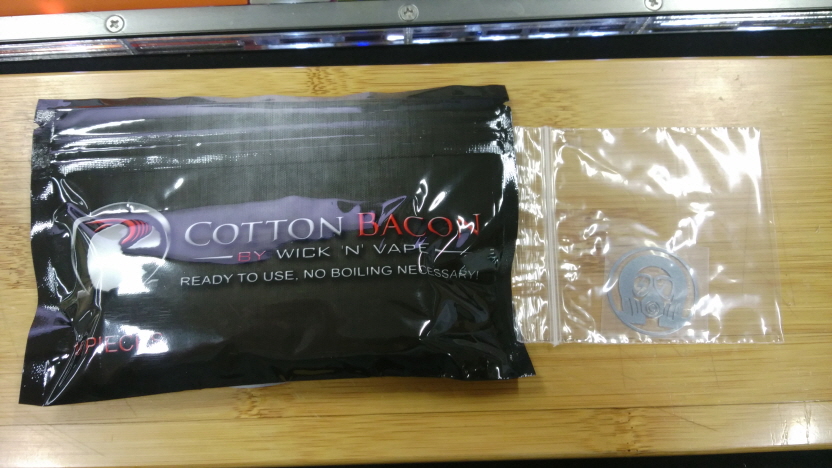 COTTON BACON
BY WICK 'N' VAPE
READY TO USE, NO BOILING NECESSARY!